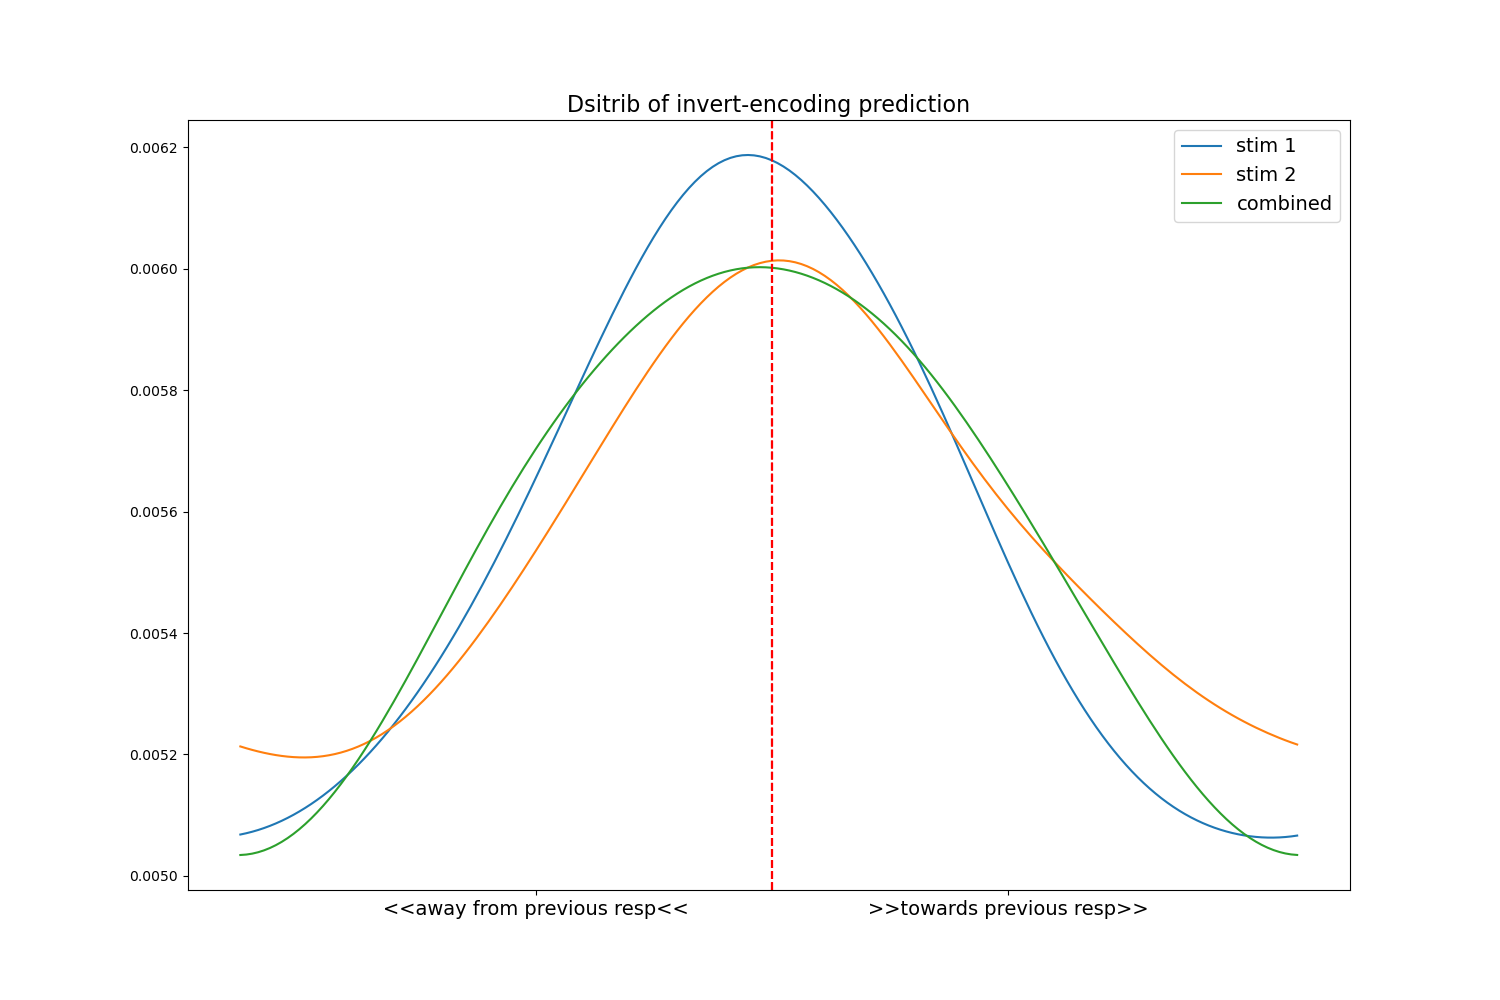 Dsitrib of invert-encoding prediction
0.0062
0.0060
0.0058
0.0056
0.0054
0.0052
0.0050
stim 1
stim 2
combined
<<away from previous resp<<
>>towards previous resp>>